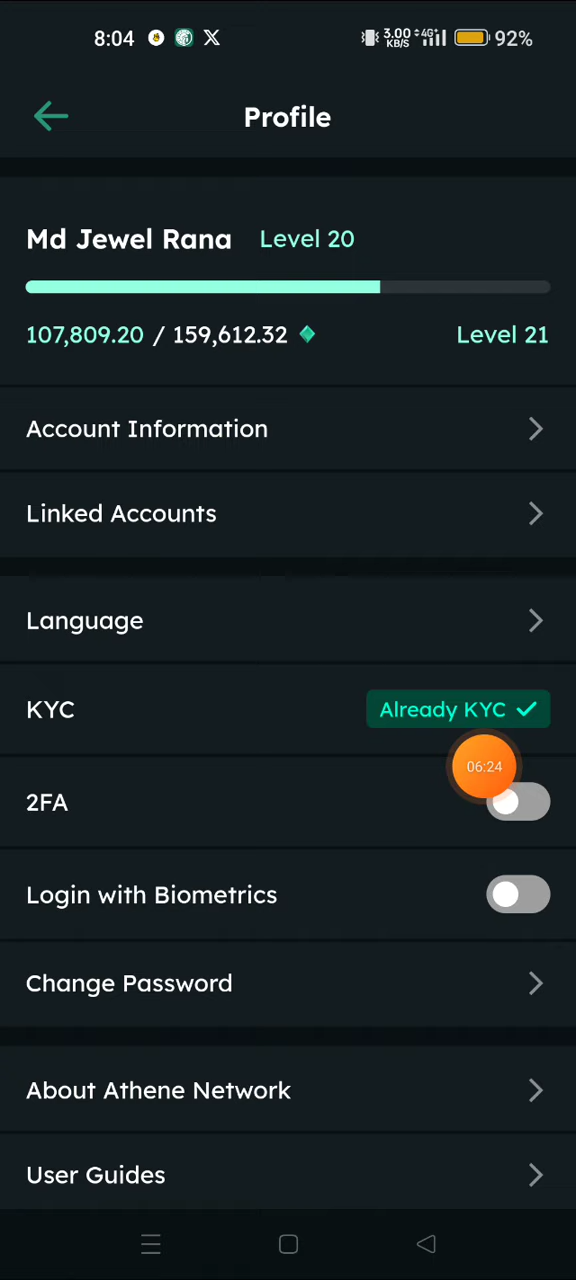 8:04 X 3.00 KB/S 4G+ 92%
Profile
Md Jewel Rana Level 20
107,809.20 / 159,612.32 Level 21
Account Information
Linked Accounts
Language
KYC Already KYC
06:24
2FA
Login with Biometrics
Change Password
About Athene Network
User Guides